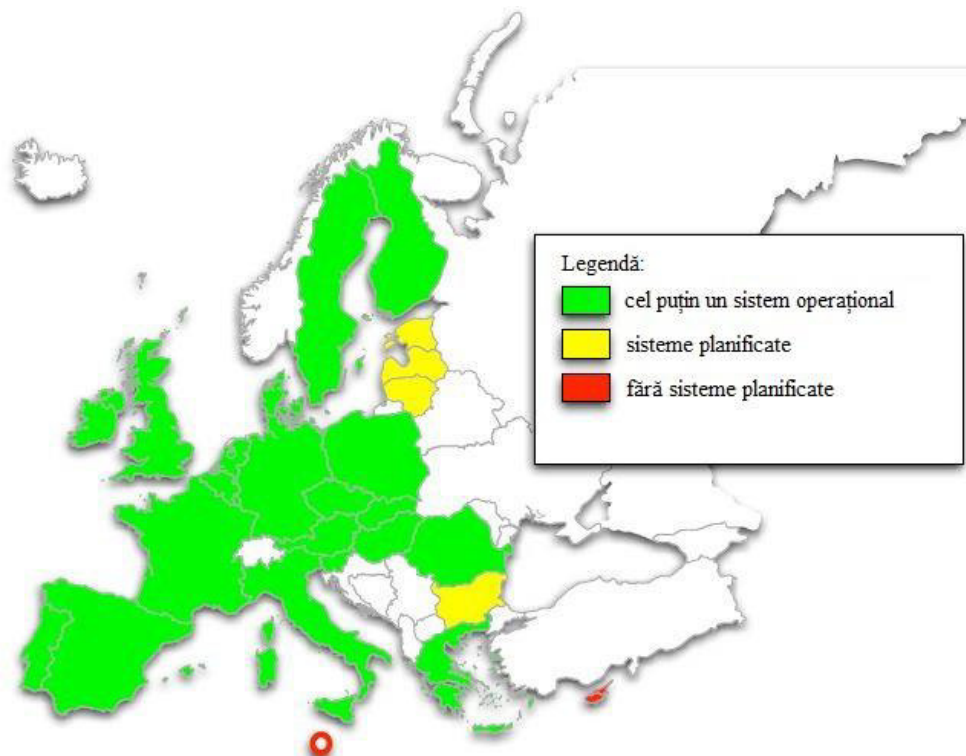 Legendă:
cel puțin un sistem operațional
sisteme planificate
fără sisteme planificate